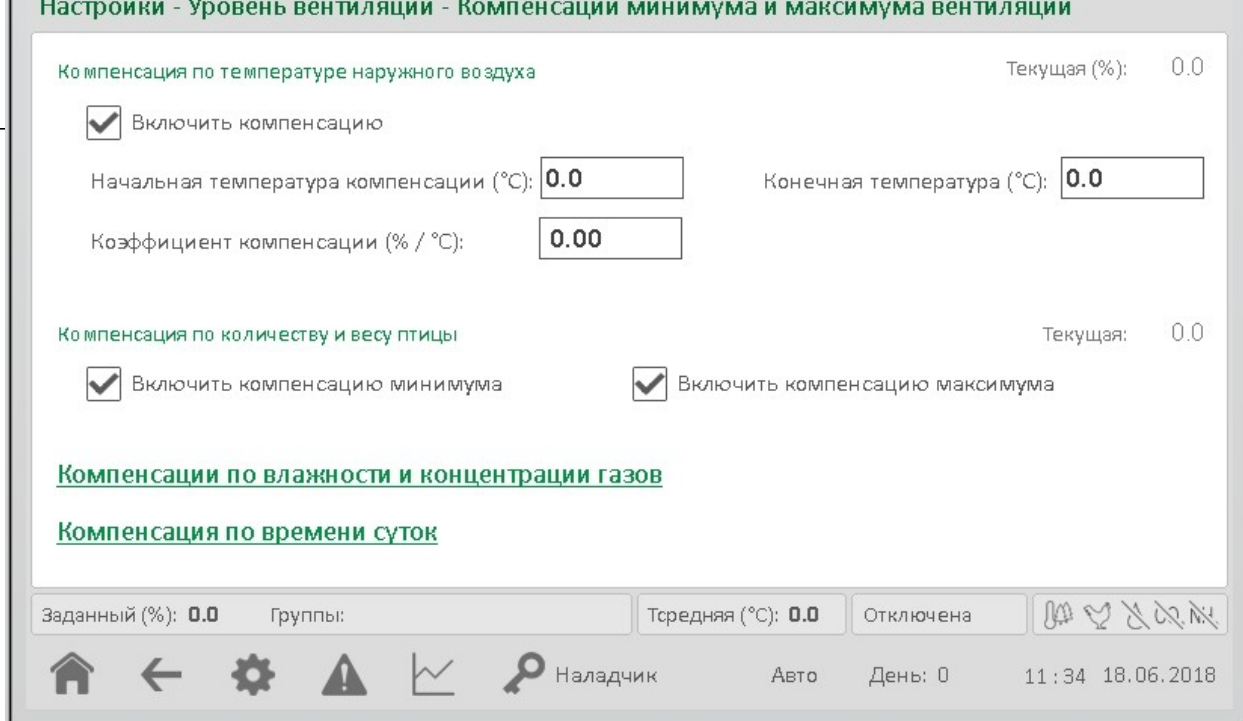 Настройки - Уровень вентиляции - Компенсации минимума и максимума вентиляции
Компенсация по температуре наружного воздуха Текущая (%): 0.0
Включить компенсацию
Начальная температура компенсации (°C): 0.0 Конечная температура (°C): 0.0
Коэффициент компенсации (% / °C): 0.00
Компенсация по количеству и весу птицы Текущая: 0.0
Включить компенсацию минимума Включить компенсацию максимума
Компенсации по влажности и концентрации газов
Компенсация по времени суток
Заданный (%): 0.0 Группы: Тсредняя (°C): 0.0 Отключена
Наладчик Авто День: 0 11:34 18.06.2018